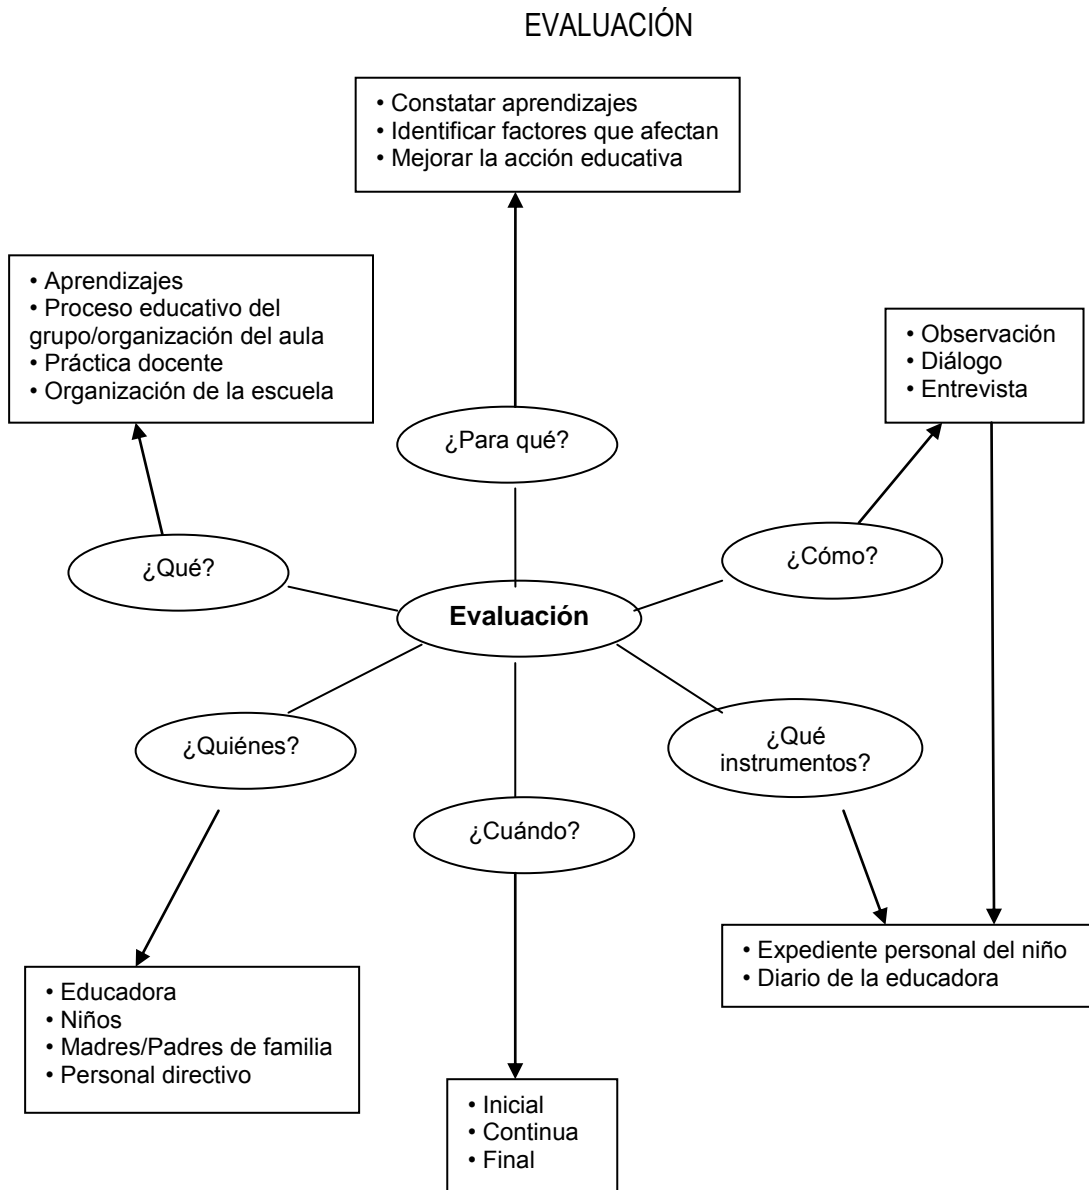 EVALUACIÓN
• Constatar aprendizajes
• Identificar factores que afectan
• Mejorar la acción educativa
• Aprendizajes
• Proceso educativo del
grupo/organización del aula
• Práctica docente
• Organización de la escuela
• Observación
• Diálogo
• Entrevista
¿Para qué?
¿Qué?
¿Cómo?
Evaluación
¿Quiénes?
¿Qué
instrumentos?
¿Cuándo?
• Expediente personal del niño
• Diario de la educadora
• Educadora
• Niños
• Madres/Padres de familia
• Personal directivo
• Inicial
• Continua
• Final